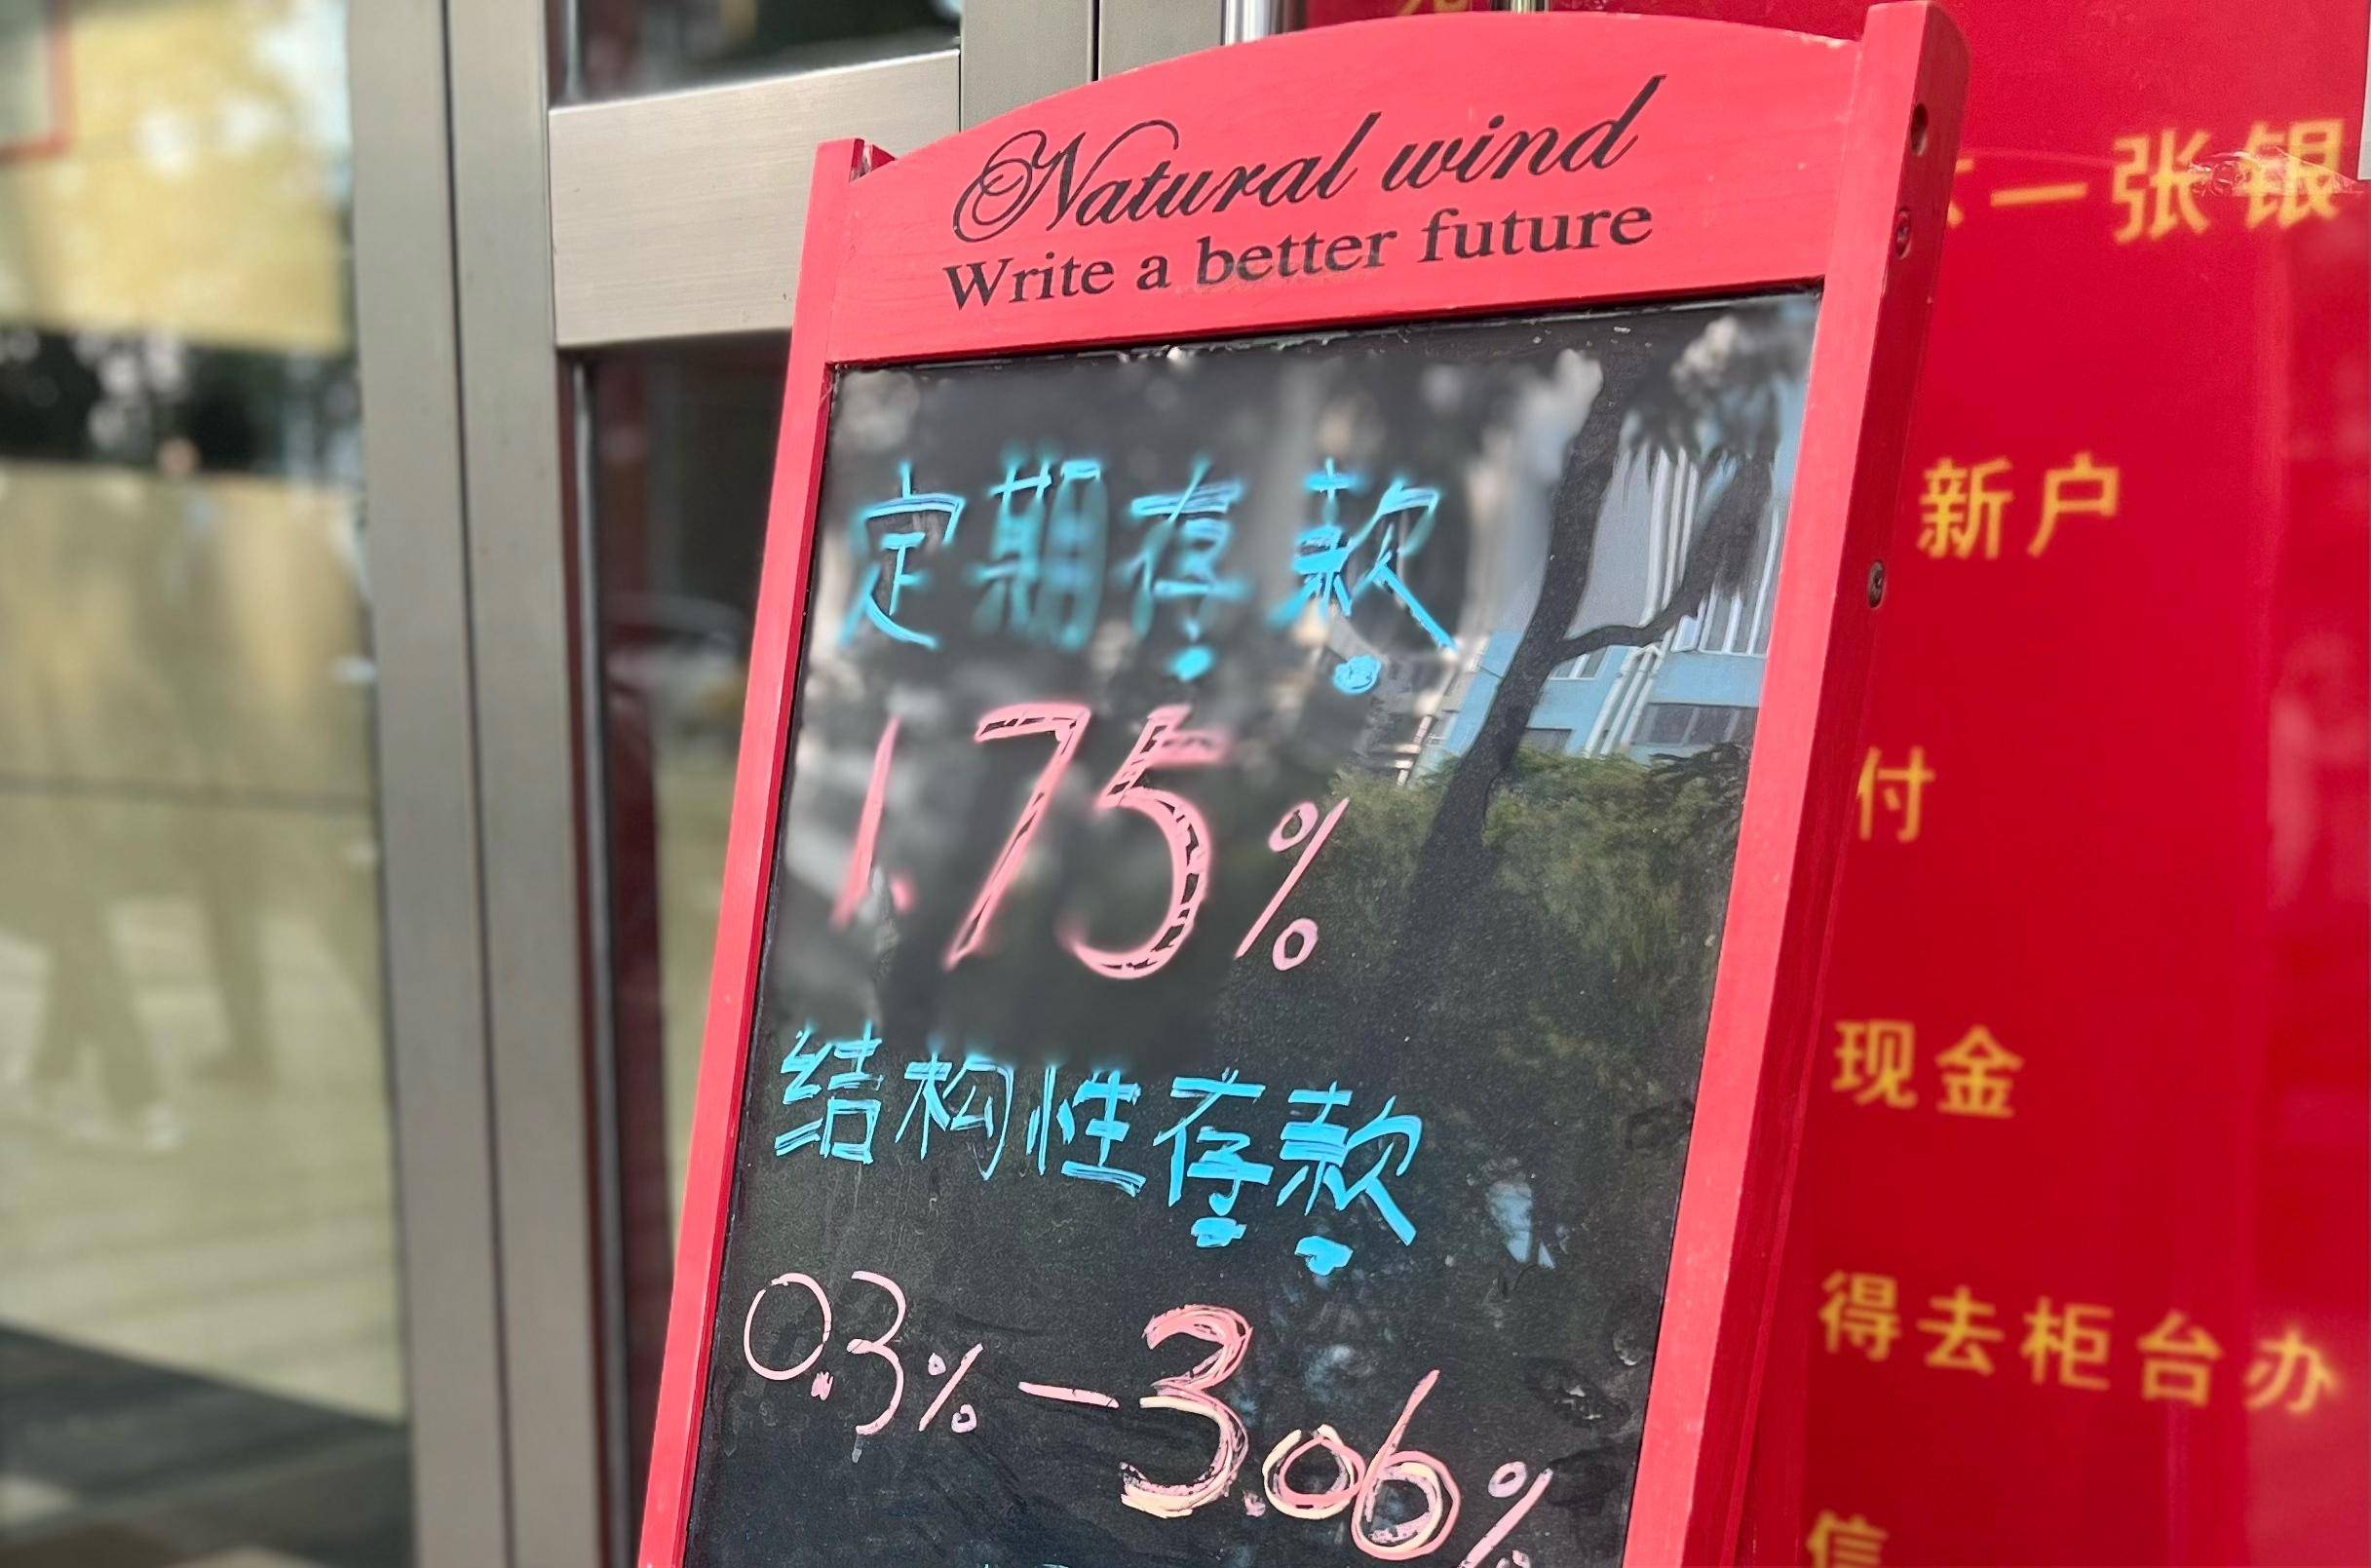 Natural wind
Write a better future
定期存款
1.75%
结构性存款
0.3%-3.06%
一张银
新户
付
现金
得去柜台办
信